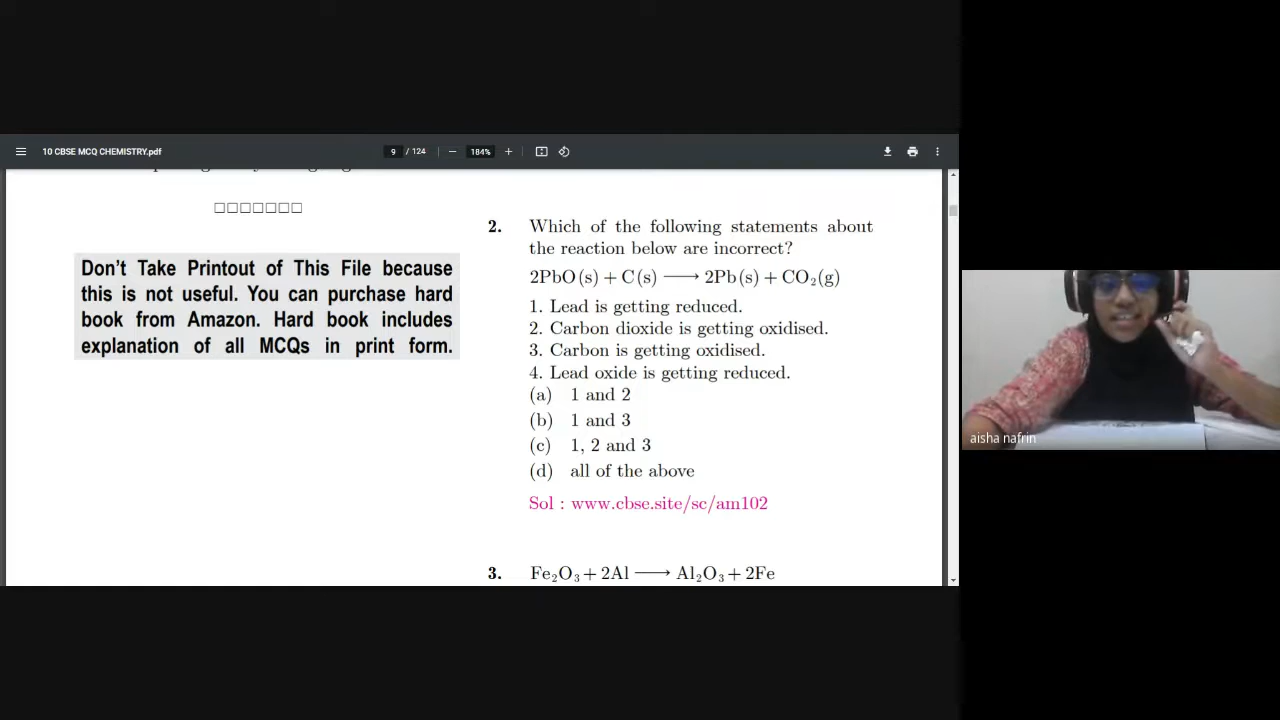 10 CBSE MCQ CHEMISTRY.pdf
9 / 124
184%
□□□□□□□
Don't Take Printout of This File because
this is not useful. You can purchase hard
book from Amazon. Hard book includes
explanation of all MCQs in print form.
2. Which of the following statements about
the reaction below are incorrect?
2PbO(s) + C(s) ⟶ 2Pb(s) + CO₂(g)
1. Lead is getting reduced.
2. Carbon dioxide is getting oxidised.
3. Carbon is getting oxidised.
4. Lead oxide is getting reduced.
(a) 1 and 2
(b) 1 and 3
(c) 1, 2 and 3
(d) all of the above
Sol : www.cbse.site/sc/am102
3. Fe₂O₃ + 2Al ⟶ Al₂O₃ + 2Fe
aisha nafrin